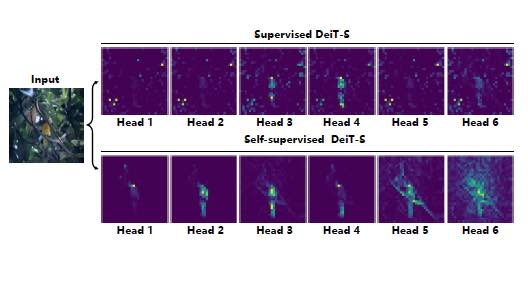 Supervised DeiT-S
Input
Head 1 Head 2 Head 3 Head 4 Head 5 Head 6
Self-supervised DeiT-S
Head 1 Head 2 Head 3 Head 4 Head 5 Head 6